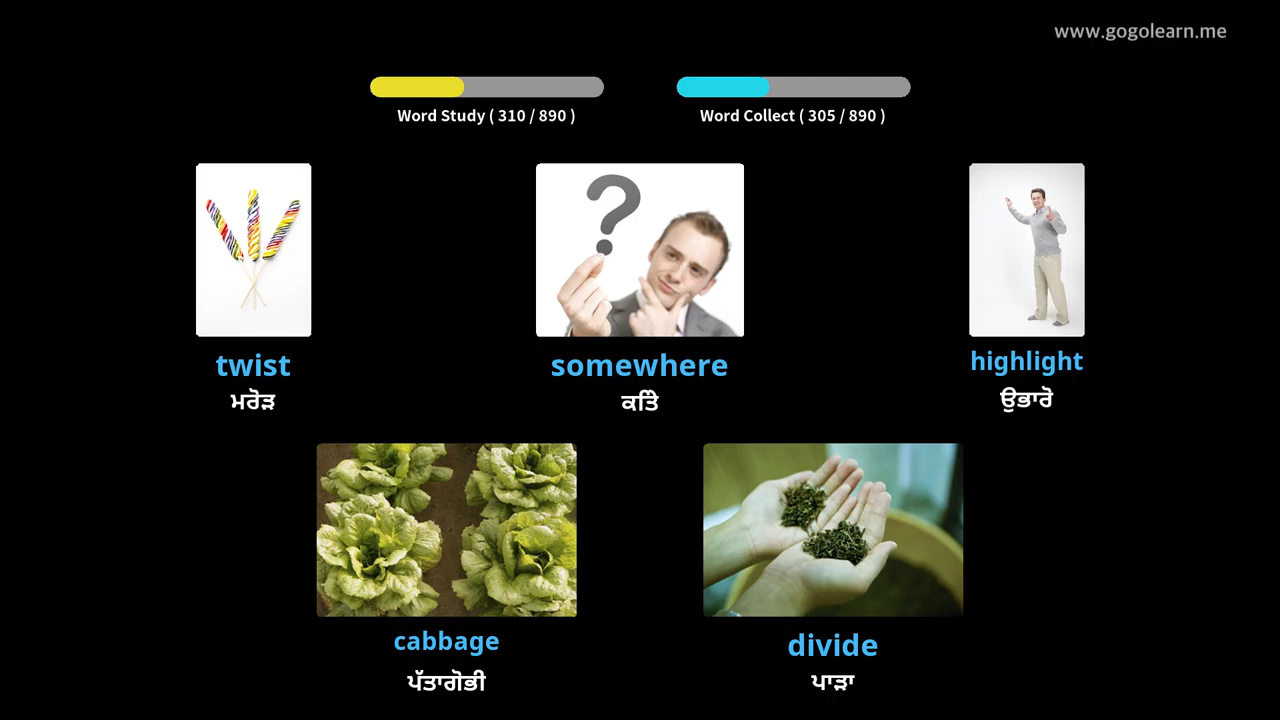 www.gogolearn.me
Word Study ( 310 / 890 )
Word Collect ( 305 / 890 )
twist
ਮਰੋੜ
somewhere
ਕਤਿੇ
highlight
ਉਭਾਰੋ
cabbage
ਪੱਤਾਗੋਭੀ
divide
ਪਾੜਾ